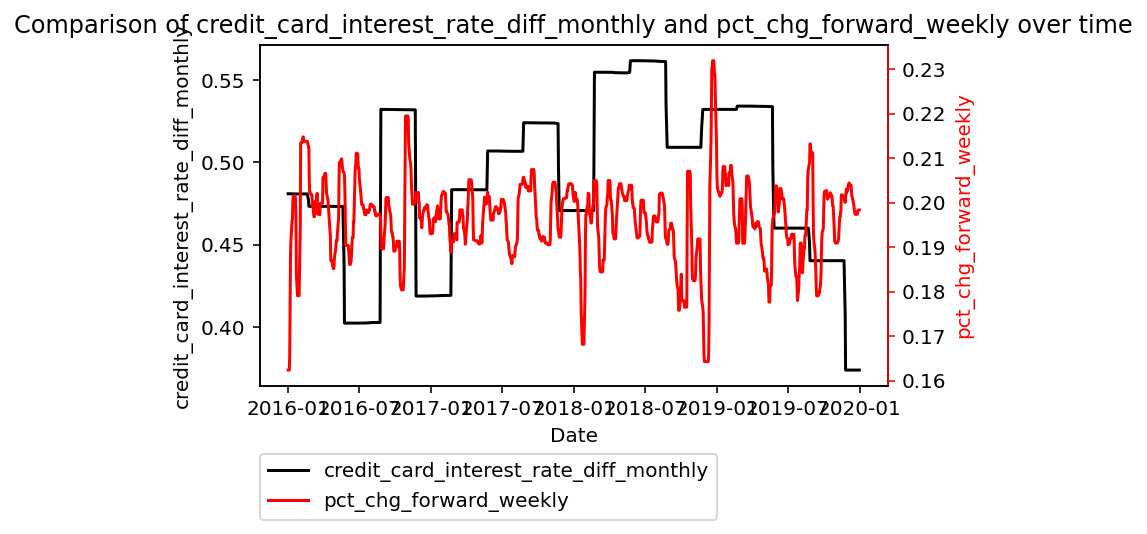 Comparison of credit_card_interest_rate_diff_monthly and pct_chg_forward_weekly over time
credit_card_interest_rate_diff_monthly
0.55
0.50
0.45
0.40
0.23
0.22
0.21
0.20
0.19
0.18
0.17
0.16
pct_chg_forward_weekly
2016-01 2016-07 2017-01 2017-07 2018-01 2018-07 2019-01 2019-07 2020-01
Date
credit_card_interest_rate_diff_monthly
pct_chg_forward_weekly